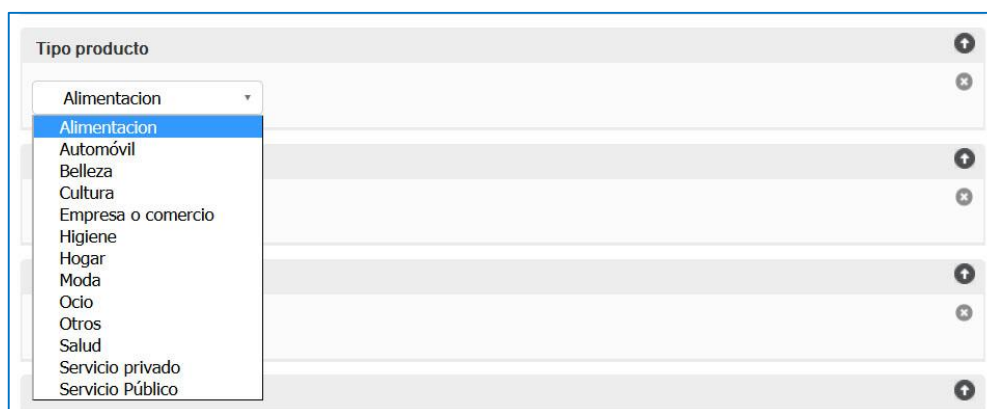 Tipo producto
Alimentacion
Alimentacion
Automóvil
Belleza
Cultura
Empresa o comercio
Higiene
Hogar
Moda
Ocio
Otros
Salud
Servicio privado
Servicio Público